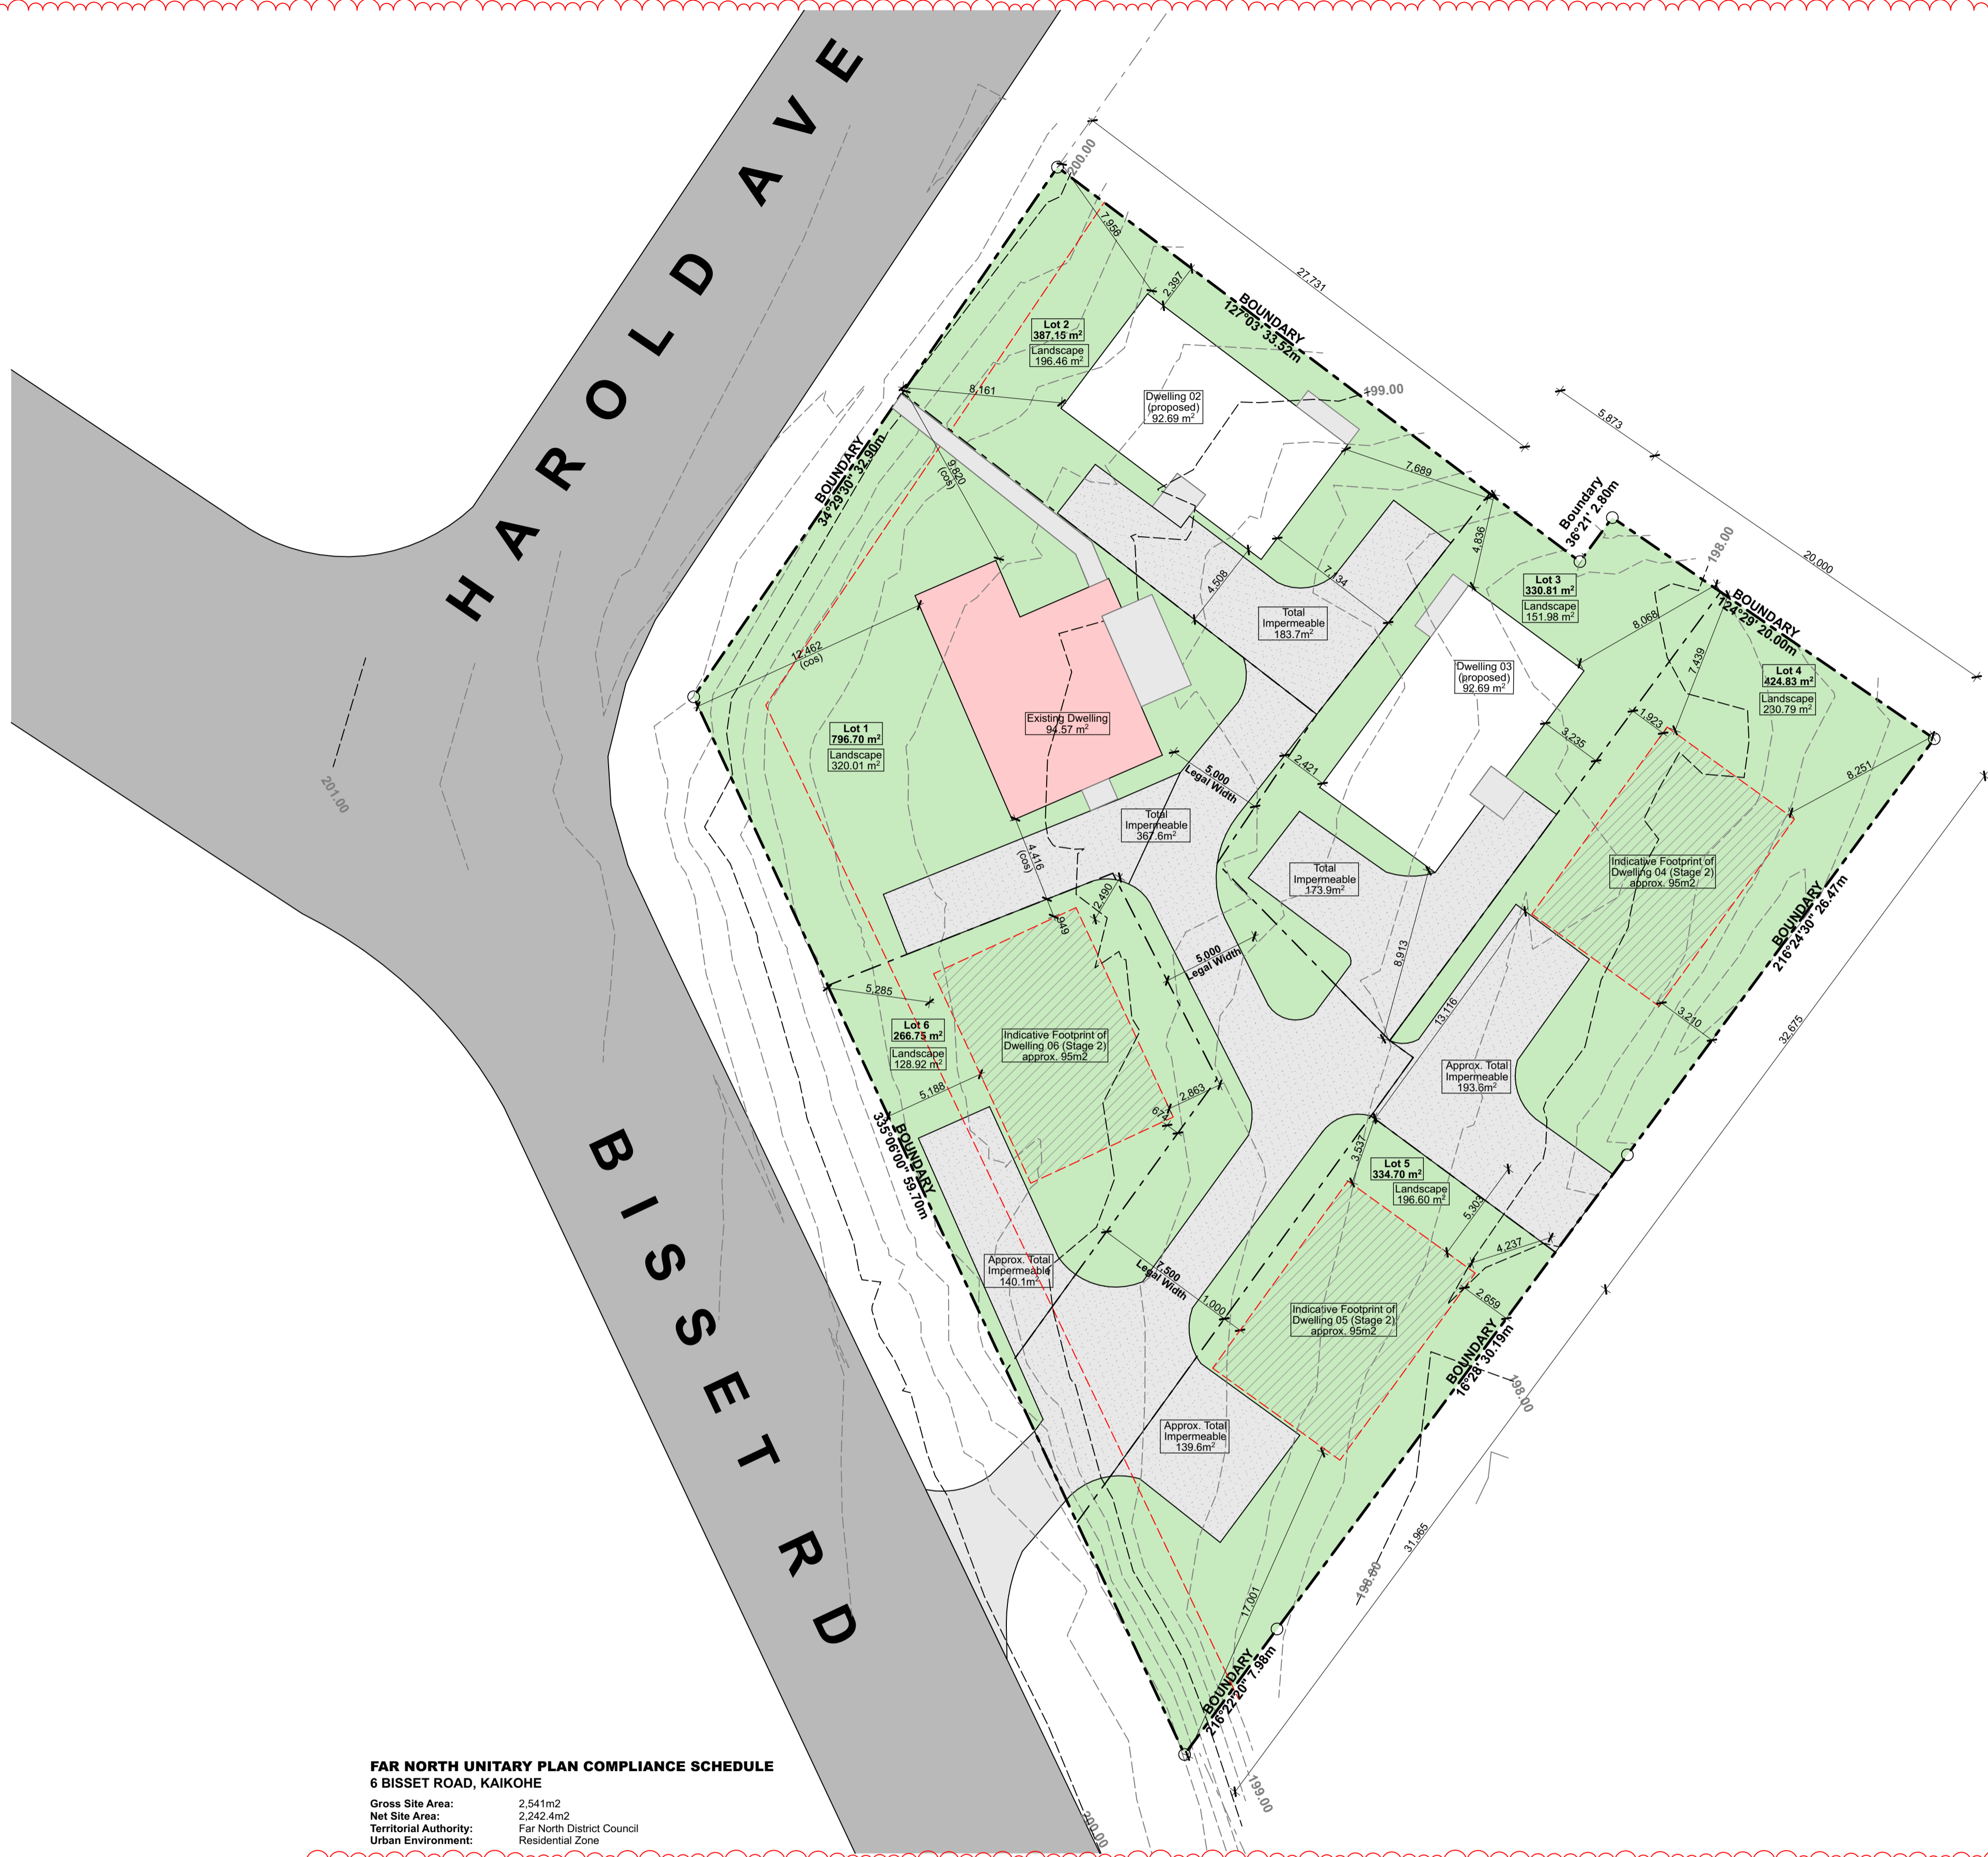 HAROLD AVE
BISSET RD
200.00
7,956
2,397
27,731
BOUNDARY
127°03' 33.52m
Lot 2
387.15 m2
Landscape
196.46 m2
8,161
Dwelling 02
(proposed)
92.69 m2
199.00
5,873
BOUNDARY
34°29'30" 32.90m
9,820
(cos)
7,689
Boundary
36°21' 2.80m
4,836
198.00
20,000
4,508
7,134
Lot 3
330.81 m2
Landscape
151.98 m2
BOUNDARY
124°29' 20.00m
Total
Impermeable
183.7m2
8,068
12,462
(cos)
7,439
Dwelling 03
(proposed)
92.69 m2
Lot 4
424.83 m2
Landscape
230.79 m2
Lot 1
796.70 m2
Landscape
320.01 m2
Existing Dwelling
94.57 m2
1,923
3,235
8,251
201.00
5,000
Legal Width
2,421
Total
Impermeable
367.6m2
4,416
(cos)
Total
Impermeable
173.9m2
Indicative Footprint of
Dwelling 04 (Stage 2)
approx. 95m2
BOUNDARY
216°24'30" 26.47m
2,490
949
5,000
Legal Width
8,913
5,285
13,116
3,210
32,675
Lot 6
266.75 m2
Landscape
128.92 m2
Indicative Footprint of
Dwelling 06 (Stage 2)
approx. 95m2
Approx. Total
Impermeable
193.6m2
5,188
2,863
674
BOUNDARY
335°06'00" 59.70m
3,537
Lot 5
334.70 m2
Landscape
196.60 m2
5,303
4,237
Approx. Total
Impermeable
140.1m2
7,500
Legal Width
1,000
2,659
Indicative Footprint of
Dwelling 05 (Stage 2)
approx. 95m2
BOUNDARY
16°28' 30.19m
198.00
Approx. Total
Impermeable
139.6m2
31,965
198.00
17,001
BOUNDARY
216°22'20" 7.98m
199.00
200.00
FAR NORTH UNITARY PLAN COMPLIANCE SCHEDULE
6 BISSET ROAD, KAIKOHE
Gross Site Area: 2,541m2
Net Site Area: 2,242.4m2
Territorial Authority: Far North District Council
Urban Environment: Residential Zone